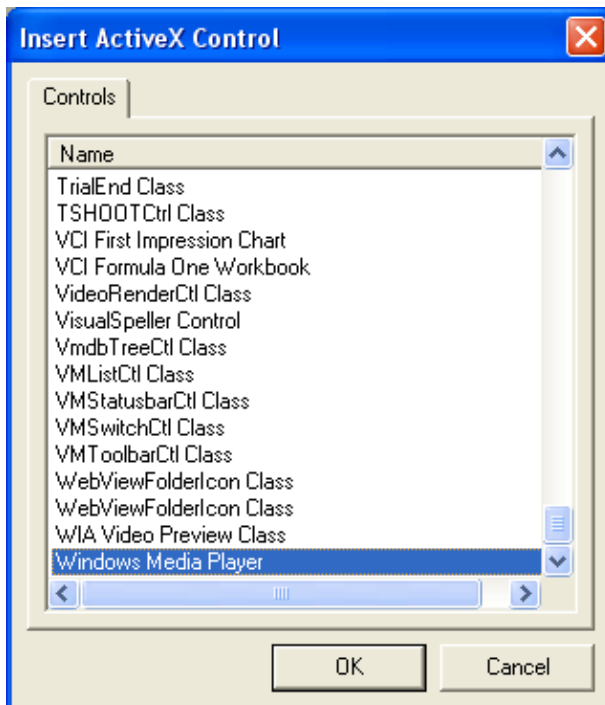 Insert ActiveX Control
Controls
Name
TrialEnd Class
TSHOOTCtrl Class
VCI First Impression Chart
VCI Formula One Workbook
VideoRenderCtl Class
VisualSpeller Control
VmdbTreeCtl Class
VMListCtl Class
VMStatusbarCtl Class
VMSwitchCtl Class
VMToolbarCtl Class
WebViewFolderIcon Class
WebViewFolderIcon Class
WIA Video Preview Class
Windows Media Player
OK Cancel